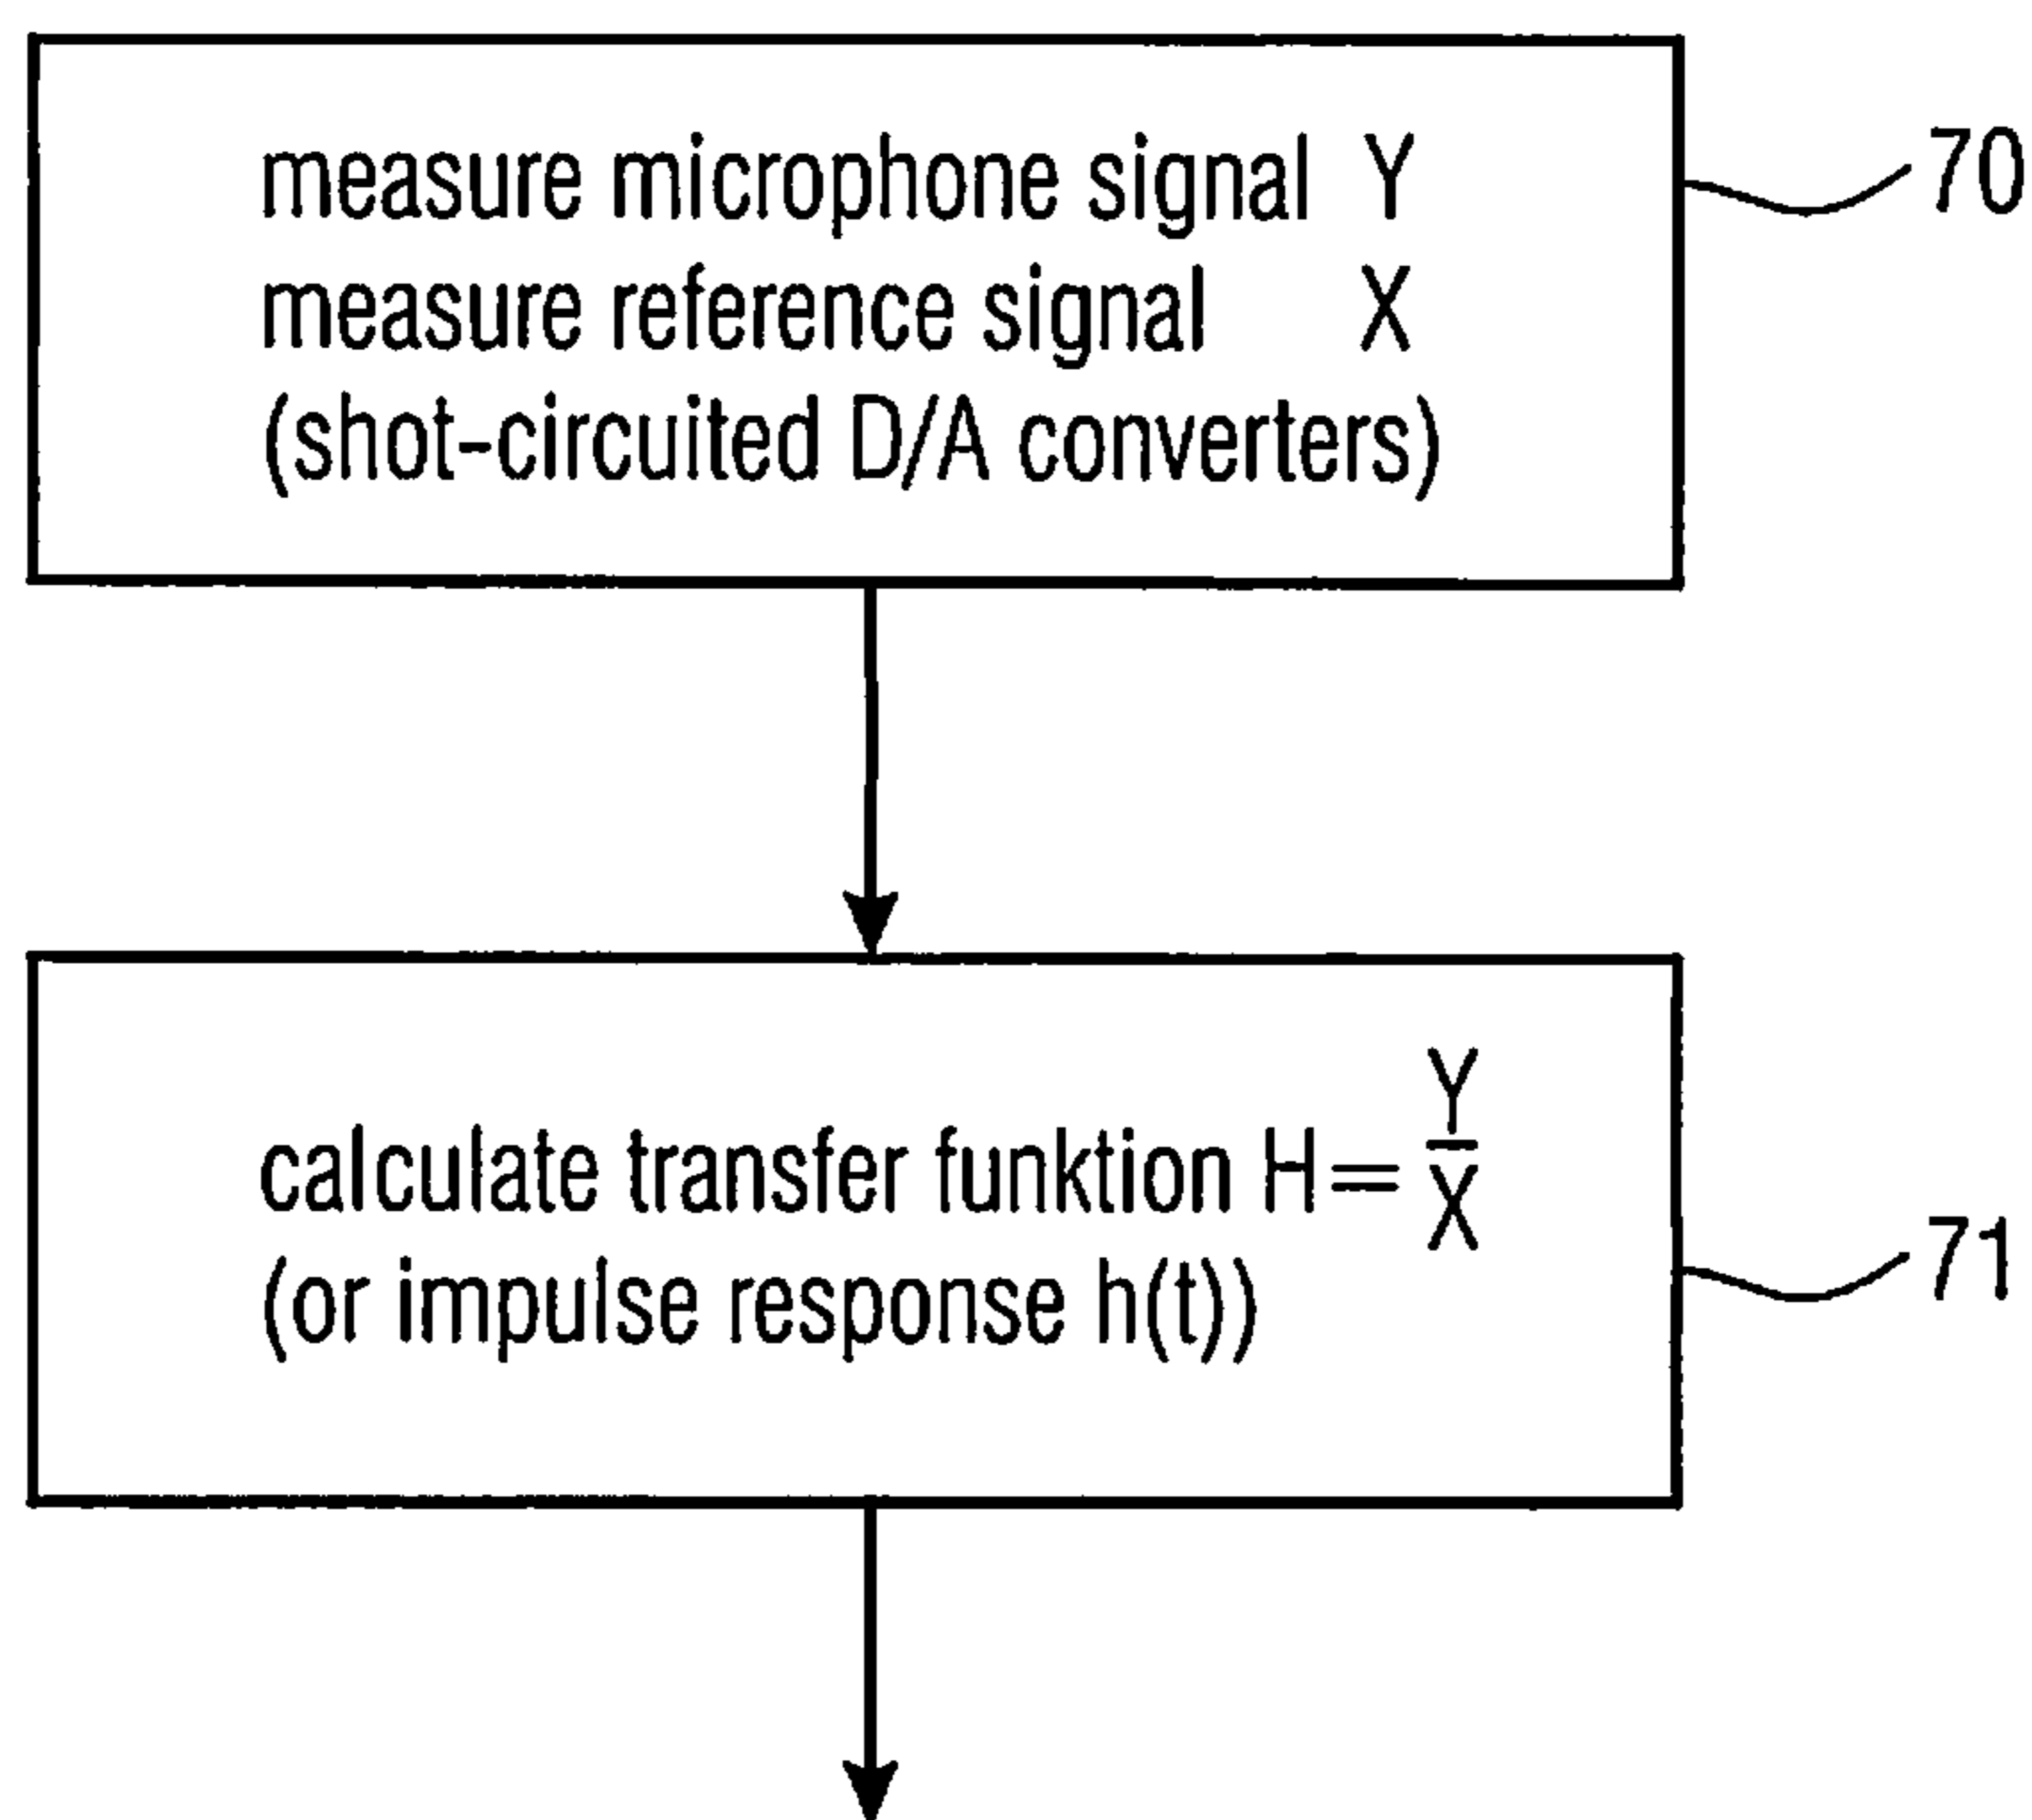 measure microphone signal Y
measure reference signal X
(shot-circuited D/A converters)
70
calculate transfer funktion H = Y/X
(or impulse response h(t))
71